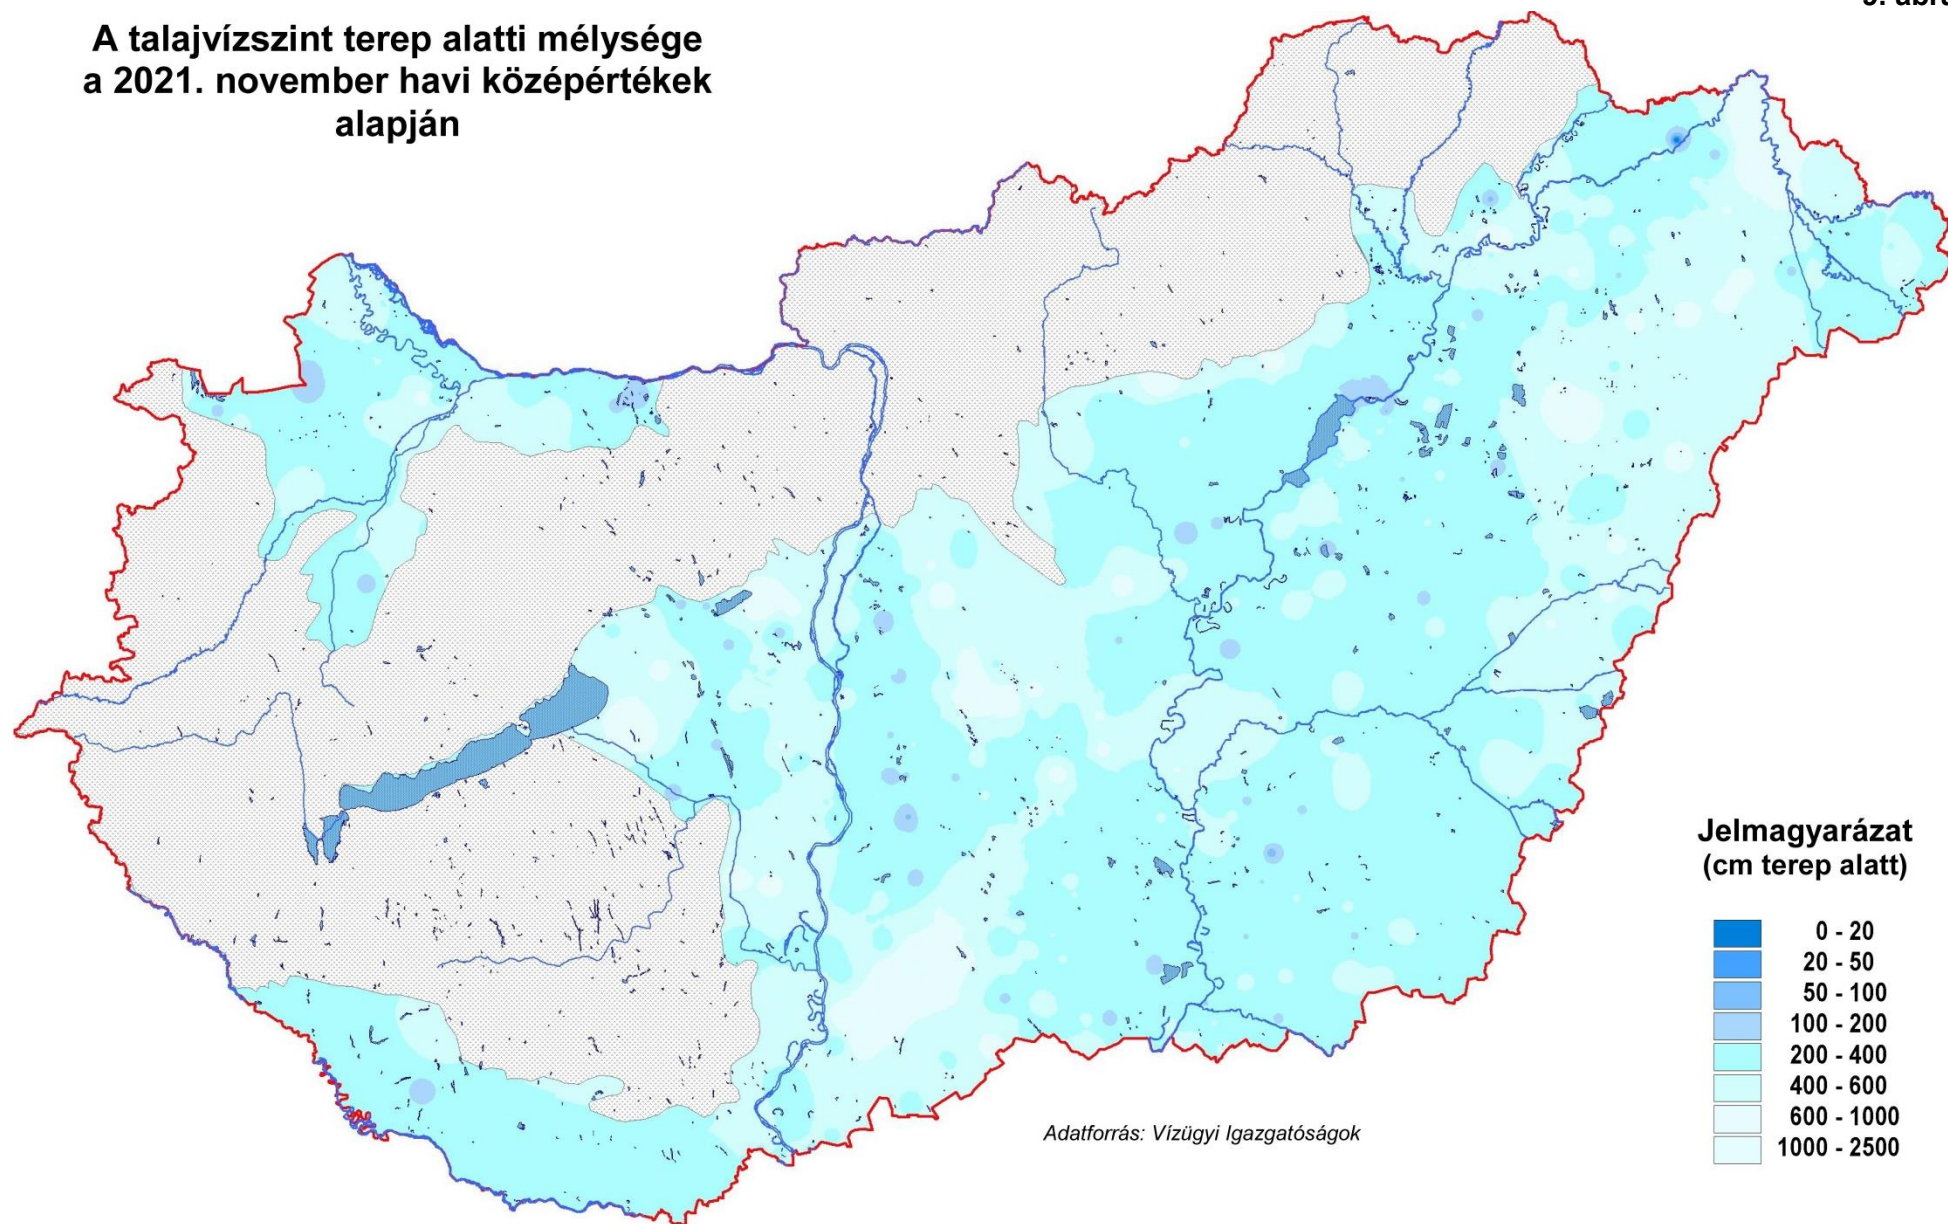 A talajvízszint terep alatti mélysége
a 2021. november havi középértékek
alapján
Jelmagyarázat
(cm terep alatt)
0 - 20
20 - 50
50 - 100
100 - 200
200 - 400
400 - 600
600 - 1000
1000 - 2500
Adatforrás: Vízügyi Igazgatóságok